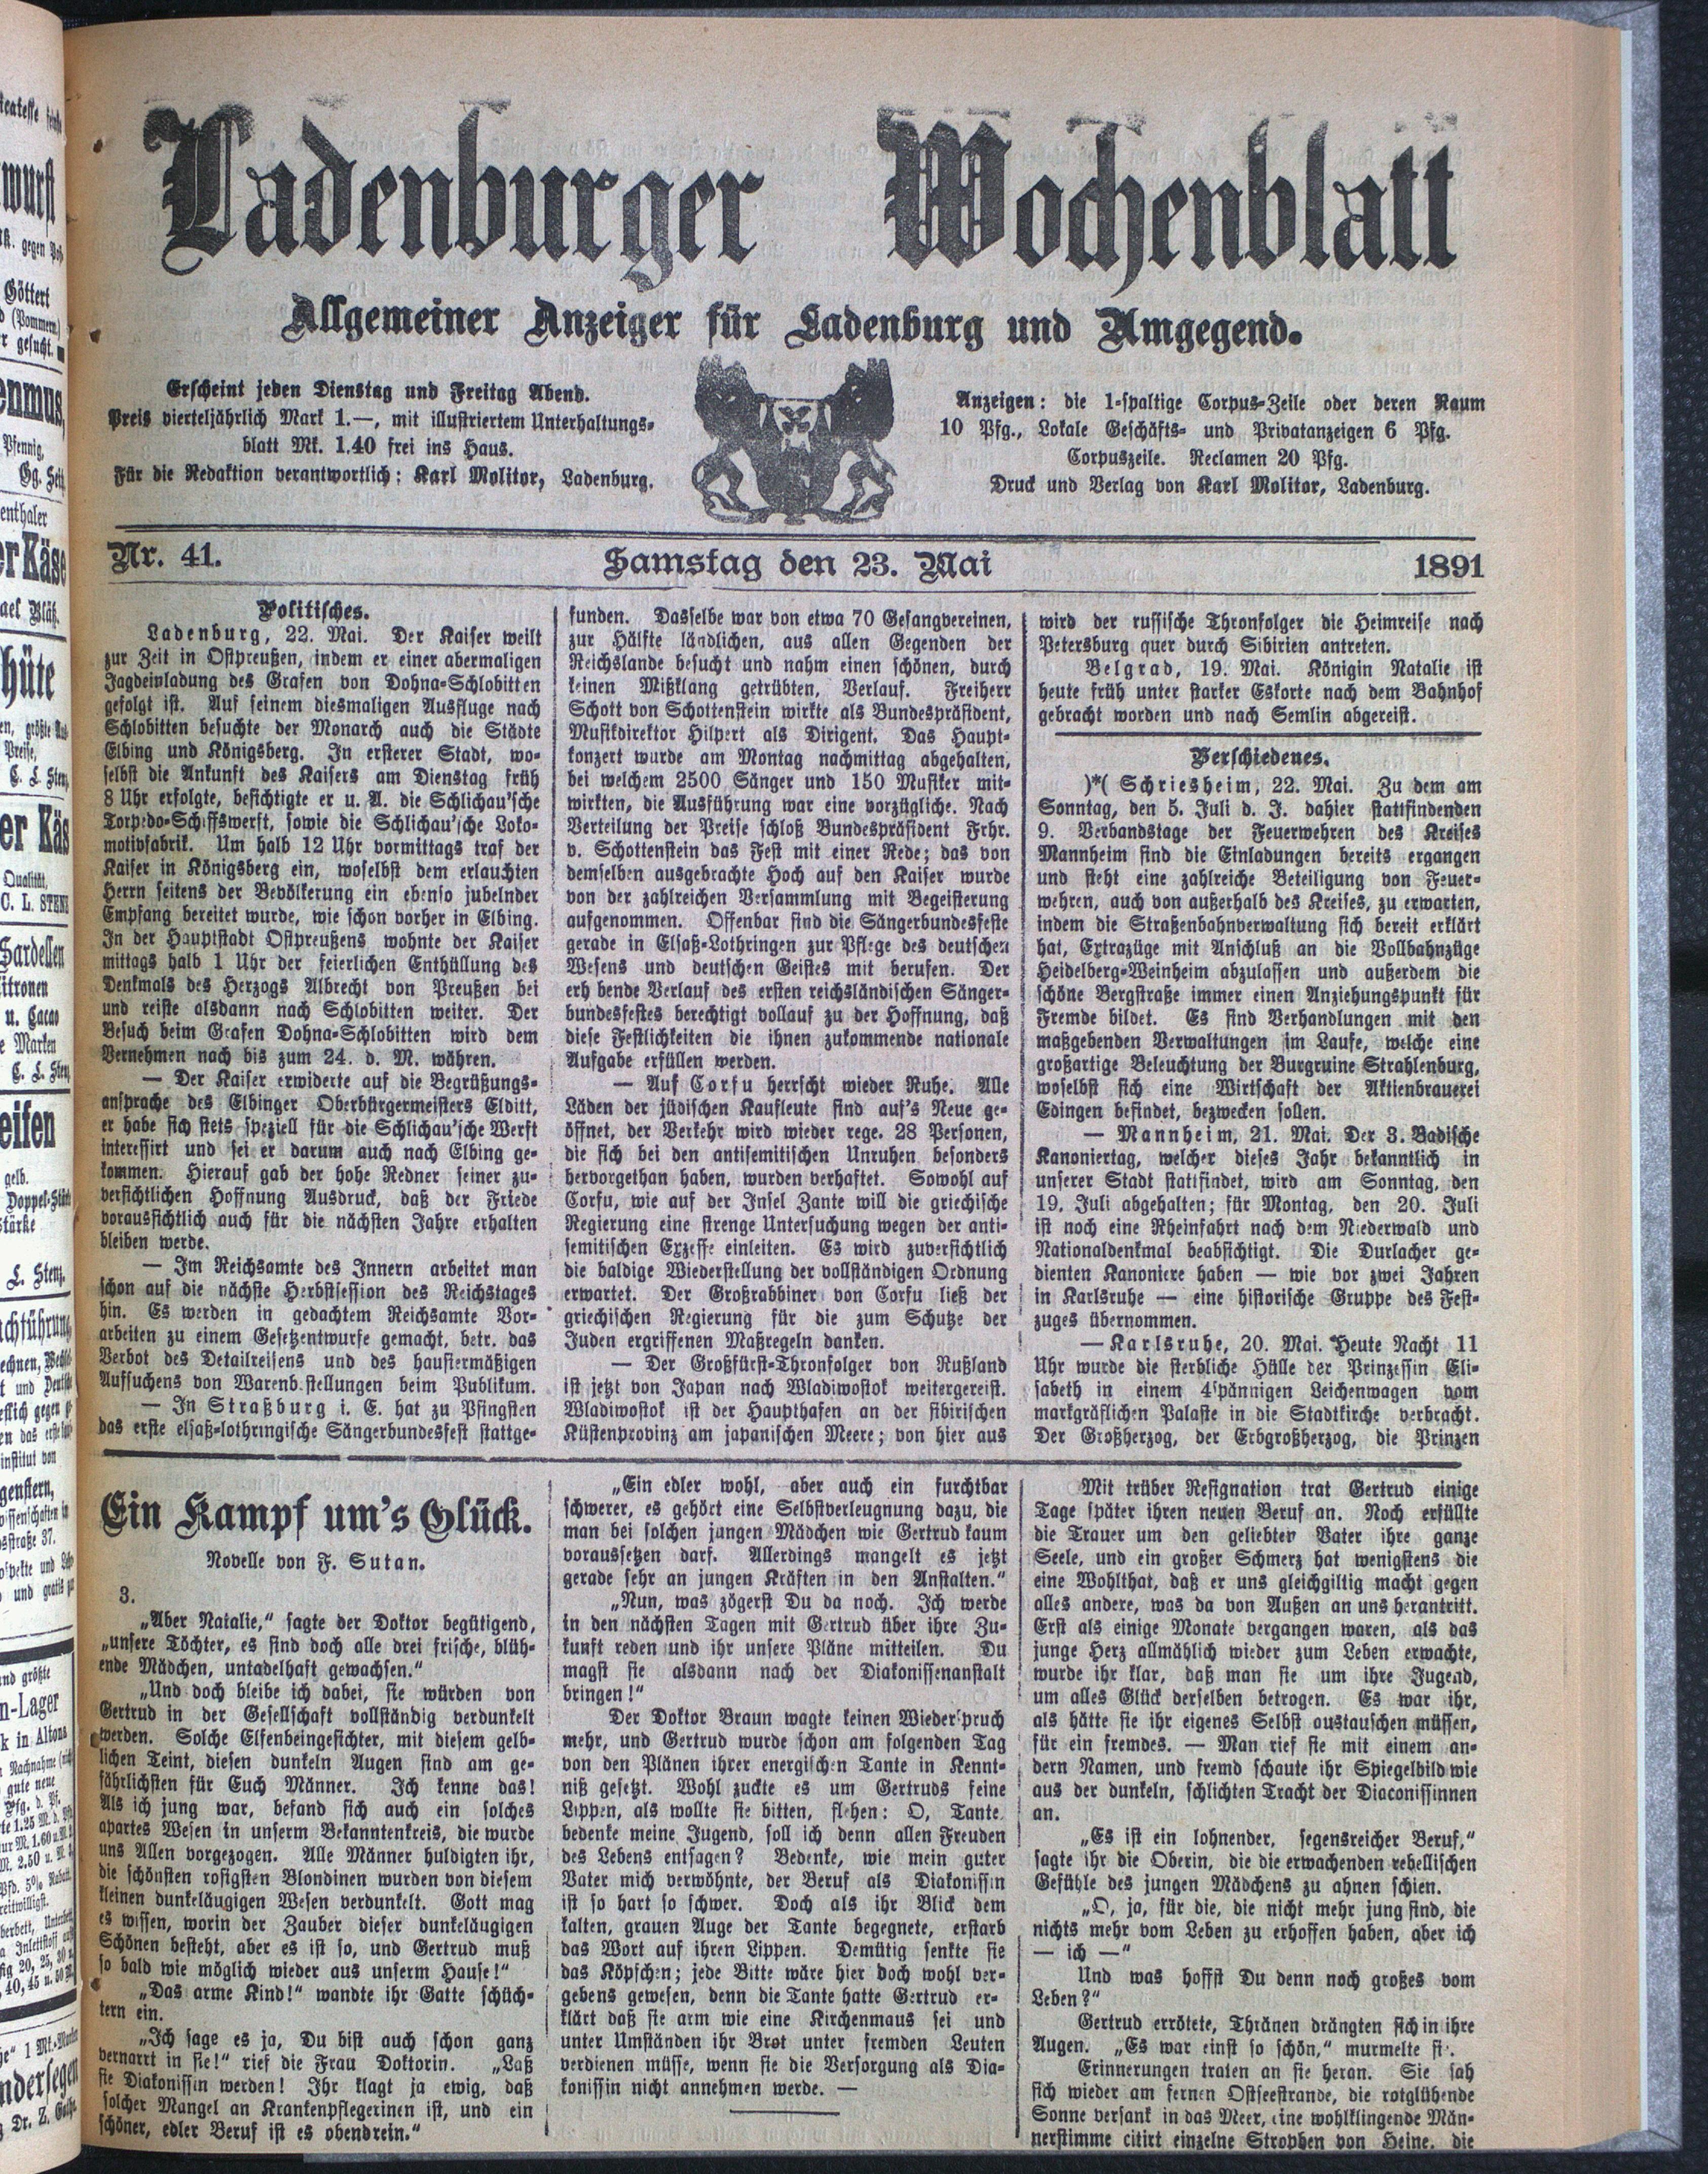 Ladenburger Wochenblatt
Allgemeiner Anzeiger für Ladenburg und Umgegend.
Erscheint jeden Dienstag und Freitag Abend.
Preis vierteljährlich Mark 1.—, mit illustriertem Unterhaltungs-
blatt Mk. 1.40 frei ins Haus.
Für die Redaktion verantwortlich: Karl Molitor, Ladenburg.
Anzeigen: die 1-spaltige Corpus-Zeile oder deren Raum
10 Pfg., Lokale Geschäfts- und Privatanzeigen 6 Pfg.
Corpuszeile. Reclamen 20 Pfg.
Druck und Verlag von Karl Molitor, Ladenburg.
Nr. 41. Samstag den 23. Mai 1891
Politisches.
Ladenburg, 22. Mai. Der Kaiser weilt
zur Zeit in Ostpreußen, indem er einer abermaligen
Jagdeinladung des Grafen von Dohna-Schlobitten
gefolgt ist. Auf seinem diesmaligen Ausfluge nach
Schlobitten besuchte der Monarch auch die Städte
Elbing und Königsberg. In ersterer Stadt, wo-
selbst die Ankunft des Kaisers am Dienstag früh
8 Uhr erfolgte, besichtigte er u. A. die Schlichau'sche
Torpedo-Schiffswerft, sowie die Schlichau'sche Loko-
motivfabrik. Um halb 12 Uhr vormittags traf der
Kaiser in Königsberg ein, woselbst dem erlauchten
Herrn seitens der Bevölkerung ein ebenso jubelnder
Empfang bereitet wurde, wie schon vorher in Elbing.
In der Hauptstadt Ostpreußens wohnte der Kaiser
mittags halb 1 Uhr der feierlichen Enthüllung des
Denkmals des Herzogs Albrecht von Preußen bei
und reiste alsdann nach Schlobitten weiter. Der
Besuch beim Grafen Dohna-Schlobitten wird dem
Vernehmen nach bis zum 24. d. M. währen.
— Der Kaiser erwiderte auf die Begrüßungs-
ansprache des Elbinger Oberbürgermeisters Elditt,
er habe sich stets speziell für die Schlichau'sche Werft
interessirt und sei er darum auch nach Elbing ge-
kommen. Hierauf gab der hohe Redner seiner zu-
versichtlichen Hoffnung Ausdruck, daß der Friede
voraussichtlich auch für die nächsten Jahre erhalten
bleiben werde.
— Im Reichsamte des Innern arbeitet man
schon auf die nächste Herbstsession des Reichstages
hin. Es werden in gedachtem Reichsamte Vor-
arbeiten zu einem Gesetzentwurfe gemacht, betr. das
Verbot des Detailreisens und des haustermäßigen
Aufsuchens von Warenb.stellungen beim Publikum.
— In Straßburg i. E. hat zu Pfingsten
das erste elsaß-lothringische Sängerbundesfest stattge-
funden. Dasselbe war von etwa 70 Gesangvereinen,
zur Hälfte ländlichen, aus allen Gegenden der
Reichslande besucht und nahm einen schönen, durch
keinen Mißklang getrübten, Verlauf. Freiherr
Schott von Schottenstein wirkte als Bundespräsident,
Musikdirektor Hilpert als Dirigent. Das Haupt-
konzert wurde am Montag nachmittag abgehalten,
bei welchem 2500 Sänger und 150 Musiker mit-
wirkten, die Ausführung war eine vorzügliche. Nach
Verteilung der Preise schloß Bundespräsident Frhr.
v. Schottenstein das Fest mit einer Rede; das von
demselben ausgebrachte Hoch auf den Kaiser wurde
von der zahlreichen Versammlung mit Begeisterung
aufgenommen. Offenbar sind die Sängerbundesfeste
gerade in Elsaß-Lothringen zur Pflege des deutschen
Wesens und deutschen Geistes mit berufen. Der
erh bende Verlauf des ersten reichsländischen Sänger-
bundesfestes berechtigt vollauf zu der Hoffnung, daß
diese Festlichkeiten die ihnen zukommende nationale
Aufgabe erfüllen werden.
— Auf Corfu herrscht wieder Ruhe. Alle
Läden der jüdischen Kaufleute sind auf's Neue ge-
öffnet, der Verkehr wird wieder rege. 28 Personen,
die sich bei den antisemitischen Unruhen besonders
hervorgethan haben, wurden verhaftet. Sowohl auf
Corfu, wie auf der Insel Zante will die griechische
Regierung eine strenge Untersuchung wegen der anti-
semitischen Exzesse einleiten. Es wird zuversichtlich
die baldige Wiederstellung der vollständigen Ordnung
erwartet. Der Großrabbiner von Corfu ließ der
griechischen Regierung für die zum Schutze der
Juden ergriffenen Maßregeln danken.
— Der Großfürst-Thronfolger von Rußland
ist jetzt von Japan nach Wladiwostok weitergereist.
Wladiwostok ist der Haupthafen an der sibirischen
Küstenprovinz am japanischen Meere; von hier aus
wird der russische Thronfolger die Heimreise nach
Petersburg quer durch Sibirien antreten.
Belgrad, 19. Mai. Königin Natalie ist
heute früh unter starker Eskorte nach dem Bahnhof
gebracht worden und nach Semlin abgereist.
Verschiedenes.
)*( Schriesheim, 22. Mai. Zu dem am
Sonntag, den 5. Juli d. J. dahier stattfindenden
9. Verbandstage der Feuerwehren des Kreises
Mannheim sind die Einladungen bereits ergangen
und steht eine zahlreiche Beteiligung von Feuer-
wehren, auch von außerhalb des Kreises, zu erwarten,
indem die Straßenbahnverwaltung sich bereit erklärt
hat, Extrazüge mit Anschluß an die Vollbahnzüge
Heidelberg-Weinheim abzulassen und außerdem die
schöne Bergstraße immer einen Anziehungspunkt für
Fremde bildet. Es sind Verhandlungen mit den
maßgebenden Verwaltungen im Laufe, welche eine
großartige Beleuchtung der Burgruine Strahlenburg,
woselbst sich eine Wirtschaft der Aktienbrauerei
Edingen befindet, bezwecken sollen.
— Mannheim, 21. Mai. Der 3. Badische
Kanoniertag, welcher dieses Jahr bekanntlich in
unserer Stadt stattfindet, wird am Sonntag, den
19. Juli abgehalten; für Montag, den 20. Juli
ist noch eine Rheinfahrt nach dem Niederwald und
Nationaldenkmal beabsichtigt. Die Durlacher ge-
dienten Kanoniere haben — wie vor zwei Jahren
in Karlsruhe — eine historische Gruppe des Fest-
zuges übernommen.
— Karlsruhe, 20. Mai. Heute Nacht 11
Uhr wurde die sterbliche Hülle der Prinzessin Eli-
sabeth in einem 4spännigen Leichenwagen vom
markgräflichen Palaste in die Stadtkirche verbracht.
Der Großherzog, der Erbgroßherzog, die Prinzen
Ein Kampf um's Glück.
Novelle von F. Sutan.
3.
„Aber Natalie,“ sagte der Doktor begütigend,
„unsere Töchter, es sind doch alle drei frische, blüh-
ende Mädchen, untadelhaft gewachsen.“
„Und doch bleibe ich dabei, sie würden von
Gertrud in der Gesellschaft vollständig verdunkelt
werden. Solche Elfenbeingesichter, mit diesem gelb-
lichen Teint, diesen dunkeln Augen sind am ge-
fährlichsten für Euch Männer. Ich kenne das!
Als ich jung war, befand sich auch ein solches
apartes Wesen in unserm Bekanntenkreis, die wurde
uns Allen vorgezogen. Alle Männer huldigten ihr,
die schönsten rosigsten Blondinen wurden von diesem
kleinen dunkeläugigen Wesen verdunkelt. Gott mag
es wissen, worin der Zauber dieser dunkeläugigen
Schönen besteht, aber es ist so, und Gertrud muß
so bald wie möglich wieder aus unserm Hause!“
„Das arme Kind!“ wandte ihr Gatte schüch-
tern ein.
„Ich sage es ja, Du bist auch schon ganz
vernarrt in sie!“ rief die Frau Doktorin. „Laß
sie Diakonissin werden! Ihr klagt ja ewig, daß
solcher Mangel an Krankenpflegerinen ist, und ein
schöner, edler Beruf ist es obendrein.“
„Ein edler wohl, aber auch ein furchtbar
schwerer, es gehört eine Selbstverleugnung dazu, die
man bei solchen jungen Mädchen wie Gertrud kaum
voraussetzen darf. Allerdings mangelt es jetzt
gerade sehr an jungen Kräften in den Anstalten.“
„Nun, was zögerst Du da noch. Ich werde
in den nächsten Tagen mit Gertrud über ihre Zu-
kunft reden und ihr unsere Pläne mitteilen. Du
magst sie alsdann nach der Diakonissenanstalt
bringen!“
Der Doktor Braun wagte keinen Wiederspruch
mehr, und Gertrud wurde schon am folgenden Tag
von den Plänen ihrer energischen Tante in Kennt-
niß gesetzt. Wohl zuckte es um Gertruds feine
Lippen, als wollte sie bitten, flehen: O, Tante
bedenke meine Jugend, soll ich denn allen Freuden
des Lebens entsagen? Bedenke, wie mein guter
Vater mich verwöhnte, der Beruf als Diakonissin
ist so hart so schwer. Doch als ihr Blick dem
kalten, grauen Auge der Tante begegnete, erstarb
das Wort auf ihren Lippen. Demütig senkte sie
das Köpfchen; jede Bitte wäre hier doch wohl ver-
gebens gewesen, denn die Tante hatte Gertrud er-
klärt daß sie arm wie eine Kirchenmaus sei und
unter Umständen ihr Brot unter fremden Leuten
verdienen müsse, wenn sie die Versorgung als Dia-
konissin nicht annehmen werde. —
Mit trüber Resignation trat Gertrud einige
Tage später ihren neuen Beruf an. Noch erfüllte
die Trauer um den geliebten Vater ihre ganze
Seele, und ein großer Schmerz hat wenigstens die
eine Wohlthat, daß er uns gleichgiltig macht gegen
alles andere, was da von Außen an uns herantritt.
Erst als einige Monate vergangen waren, als das
junge Herz allmählich wieder zum Leben erwachte,
wurde ihr klar, daß man sie um ihre Jugend,
um alles Glück derselben betrogen. Es war ihr,
als hätte sie ihr eigenes Selbst austauschen müssen,
für ein fremdes. — Man rief sie mit einem an-
dern Namen, und fremd schaute ihr Spiegelbild wie
aus der dunkeln, schlichten Tracht der Diaconissinnen
an.
„Es ist ein lohnender, segensreicher Beruf,“
sagte ihr die Oberin, die die erwachenden rebellischen
Gefühle des jungen Mädchens zu ahnen schien.
„O, ja, für die, die nicht mehr jung sind, die
nichts mehr vom Leben zu erhoffen haben, aber ich
— ich —“
Und was hoffst Du denn noch großes vom
Leben?“
Gertrud errötete, Thränen drängten sich in ihre
Augen. „Es war einst so schön,“ murmelte si.
Erinnerungen traten an sie heran. Sie sah
sich wieder am fernen Ostseestrande, die rotglühende
Sonne versank in das Meer, eine wohlklingende Män-
nerstimme citirt einzelne Strophen von Heine, die